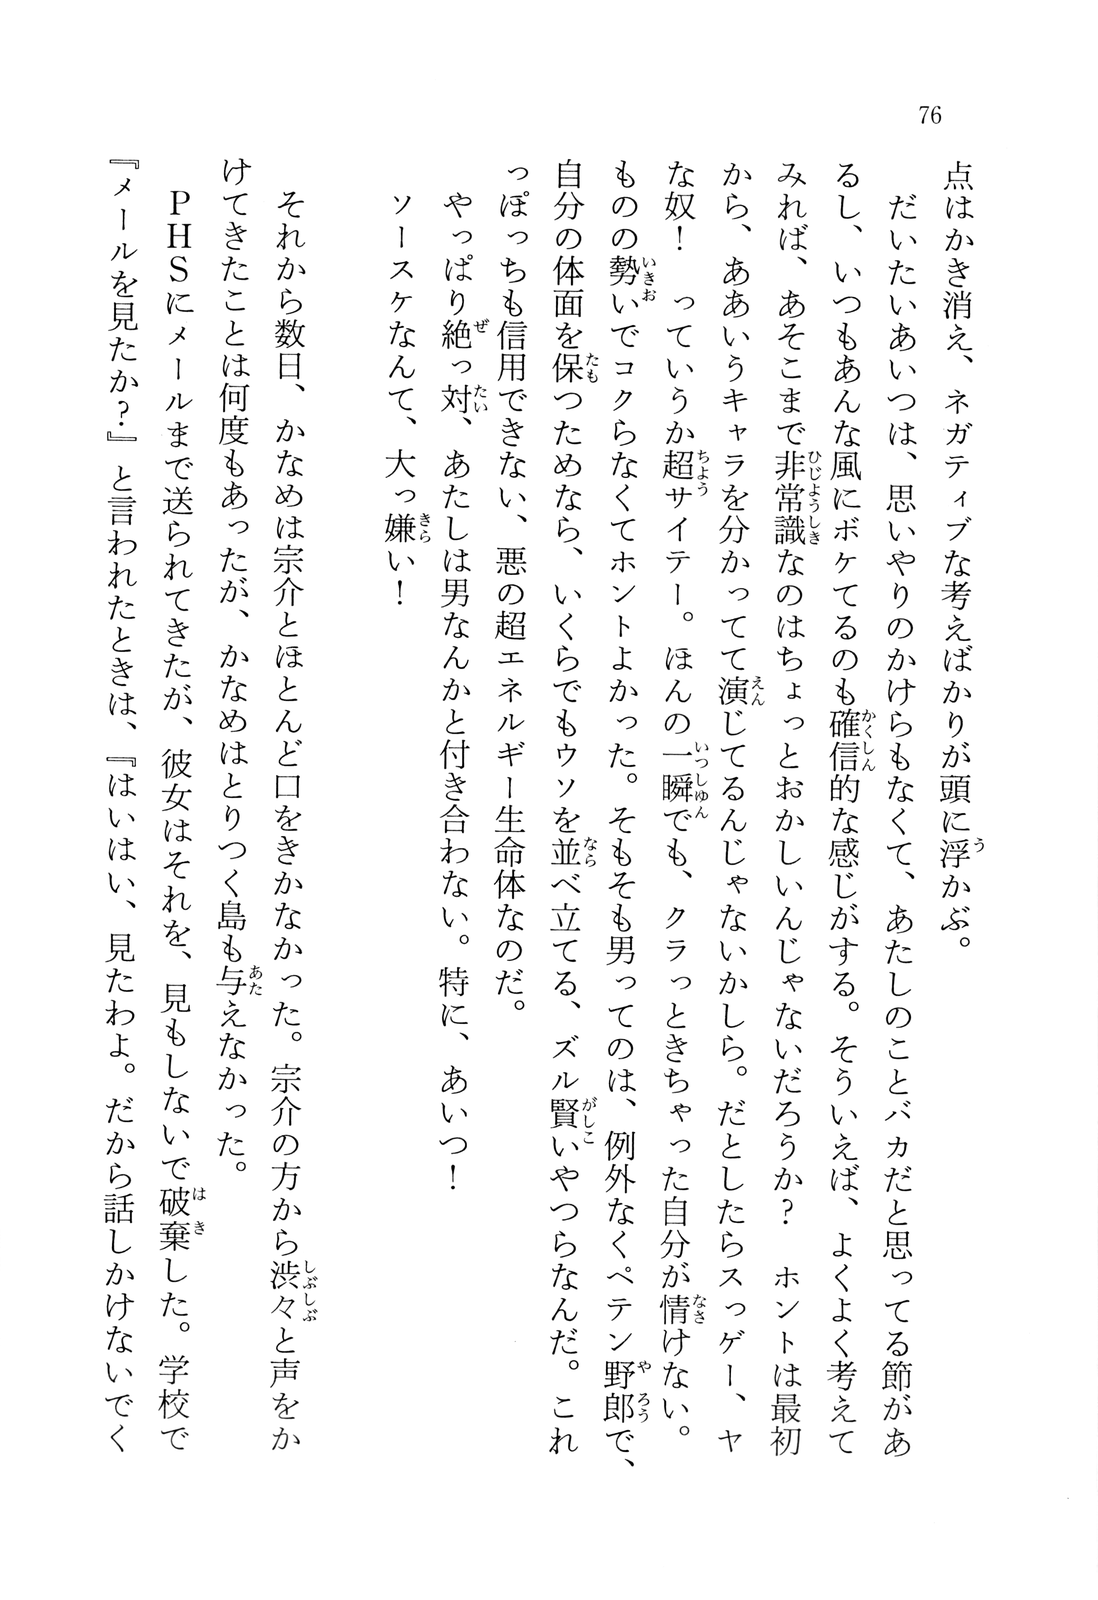 76
点はかき消え、ネガティブな考えばかりが頭に浮かぶ。
だいたいあいつは、思いやりのかけらもなくて、あたしのことバカだと思ってる節があ
るし、いつもあんな風にボケてるのも確信的な感じがする。そういえば、よくよく考えて
みれば、あそこまで非常識なのはちょっとおかしいんじゃないだろうか？　ホントは最初
から、ああいうキャラを分かってて演じてるんじゃないかしら。だとしたらスっゲー、ヤ
な奴！　っていうか超サイテー。ほんの一瞬でも、クラっときちゃった自分が情けない。
ものの勢いでコクらなくてホントよかった。そもそも男ってのは、例外なくペテン野郎で、
自分の体面を保つためなら、いくらでもウソを並べ立てる、ズル賢いやつらなんだ。これ
っぽっちも信用できない、悪の超エネルギー生命体なのだ。
やっぱり絶っ対、あたしは男なんかと付き合わない。特に、あいつ！
ソースケなんて、大っ嫌い！
それから数日、かなめは宗介とほとんど口をきかなかった。宗介の方から渋々と声をか
けてきたことは何度もあったが、かなめはとりつく島も与えなかった。
ＰＨＳにメールまで送られてきたが、彼女はそれを、見もしないで破棄した。学校で
『メールを見たか？』と言われたときは、『はいはい、見たわよ。だから話しかけないでく